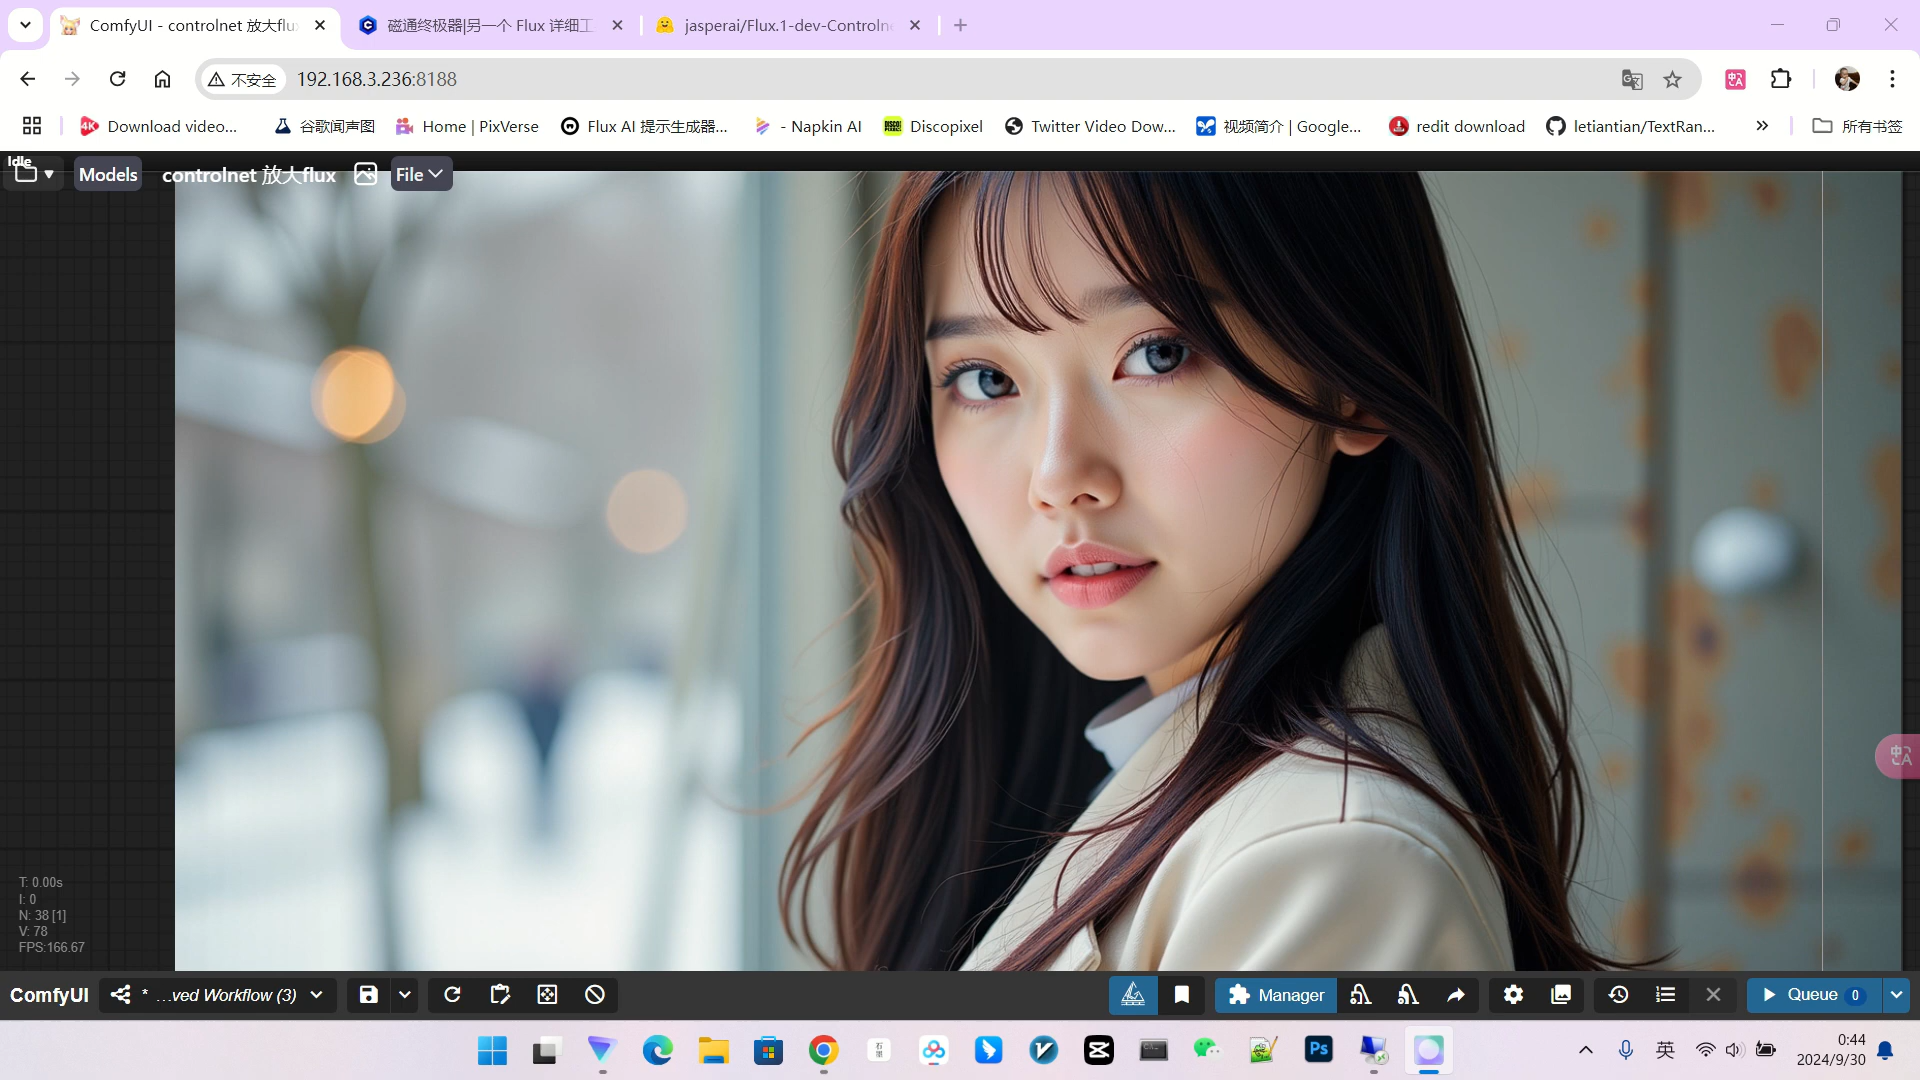 ComfyUI - controlnet 放大flu
磁通终极器|另一个 Flux 详细工
jasperai/Flux.1-dev-Controlne
不安全
192.168.3.236:8188
Download video...
谷歌闻声图
Home | PixVerse
Flux AI 提示生成器...
- Napkin AI
Discopixel
Twitter Video Dow...
视频简介 | Google...
redit download
letiantian/TextRan...
所有书签
Idle
Models
controlnet 放大flux
File
T: 0.00s
I: 0
N: 38 [1]
V: 78
FPS:166.67
ComfyUI
* ...ved Workflow (3)
Manager
Queue 0
英
0:44
2024/9/30